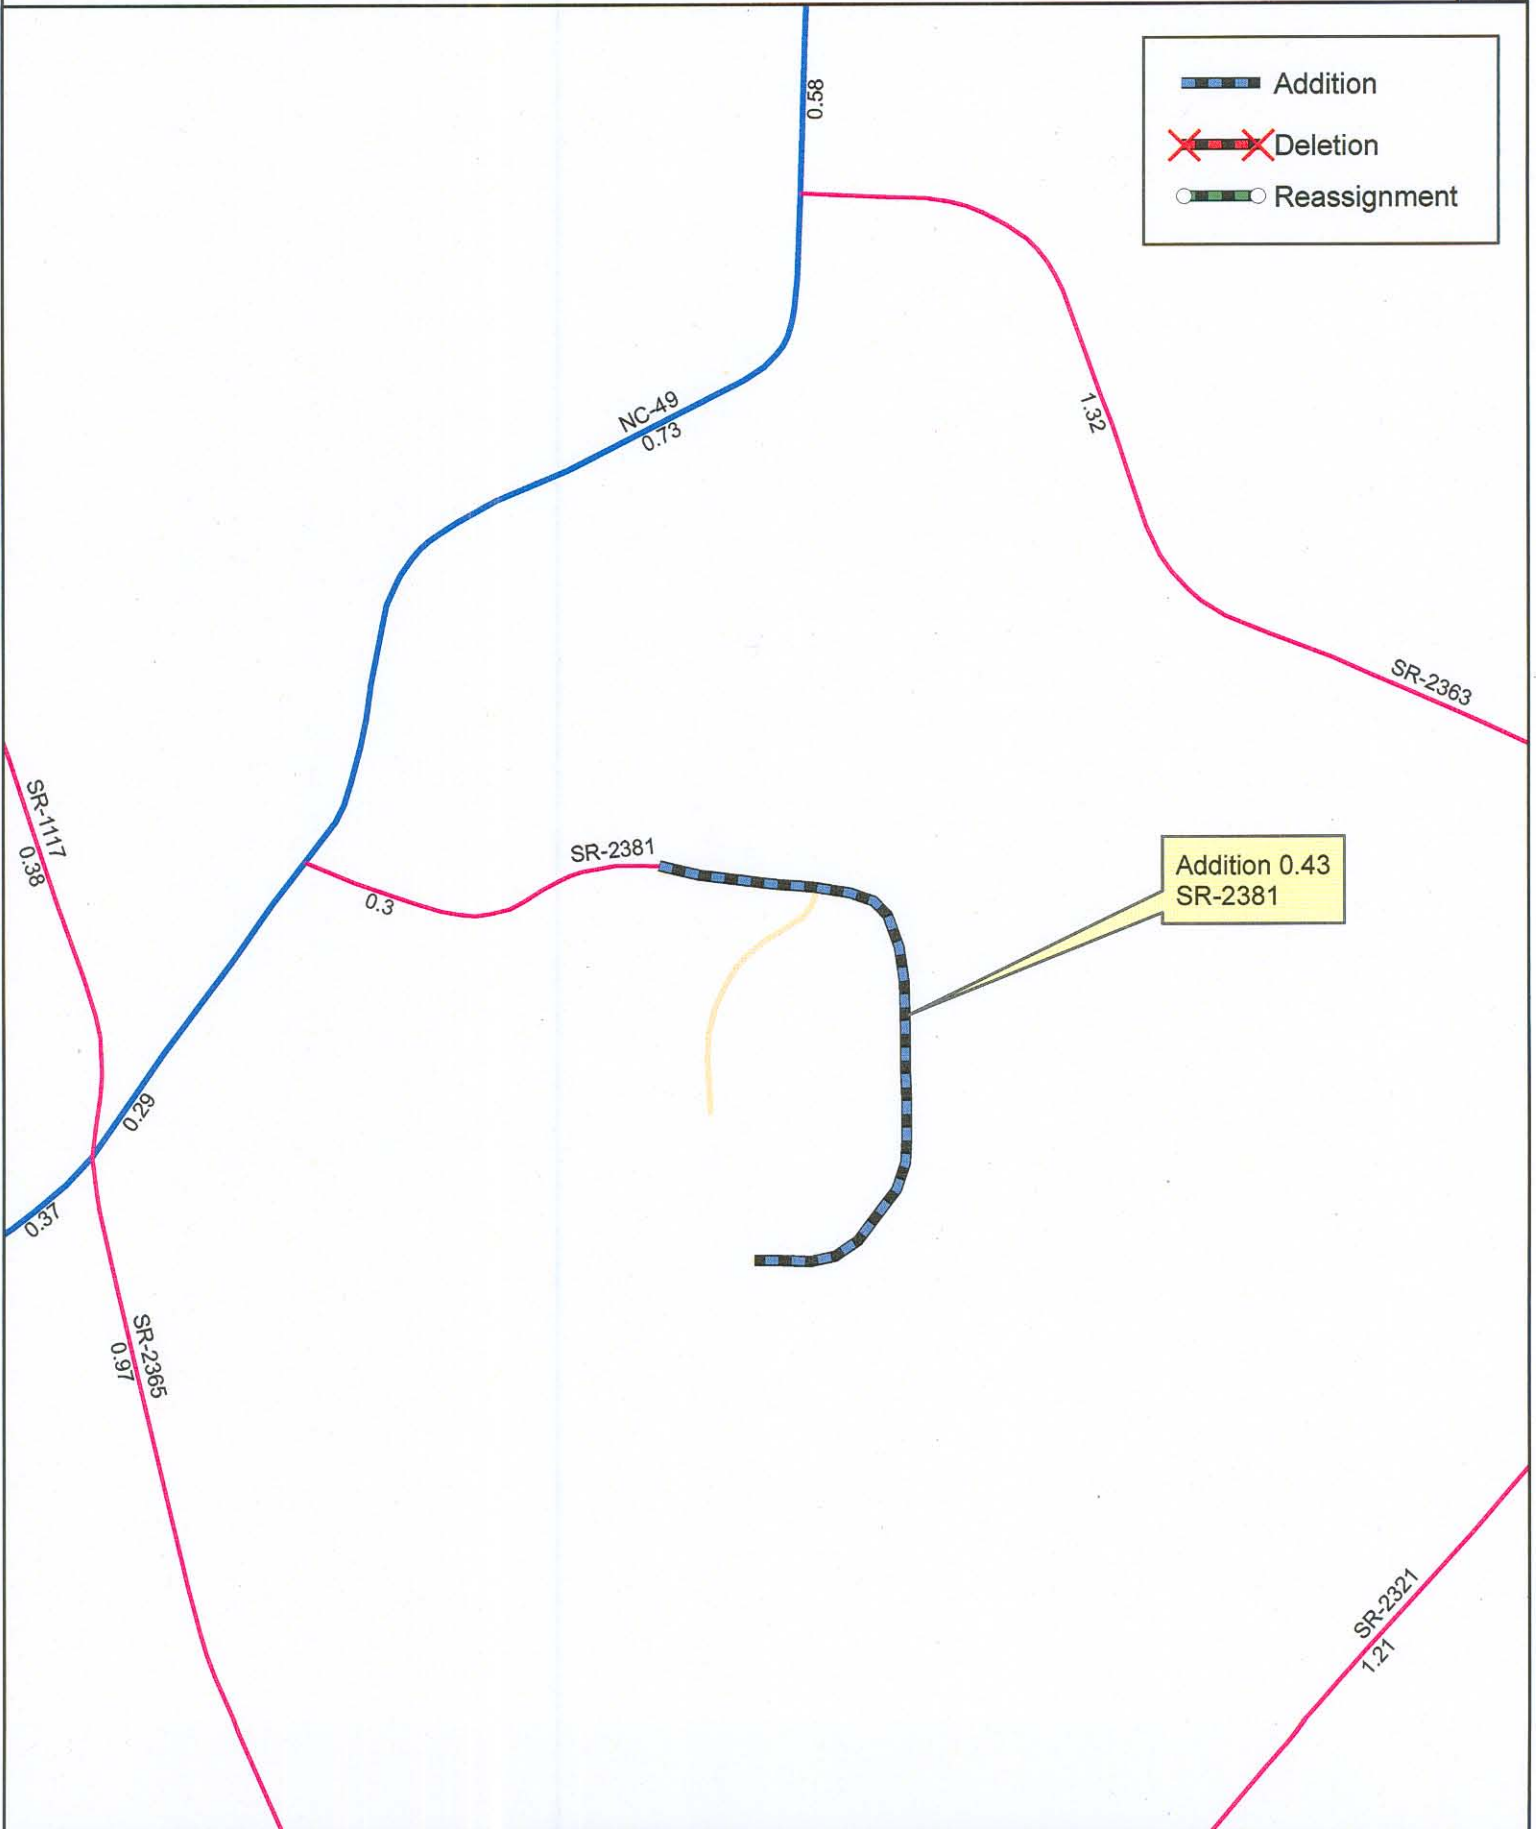 0.58
Addition
Deletion
Reassignment
NC-49
0.73
1.32
SR-2363
SR-1117
0.38
SR-2381
0.3
Addition 0.43
SR-2381
0.29
0.37
SR-2365
0.97
SR-2321
1.21